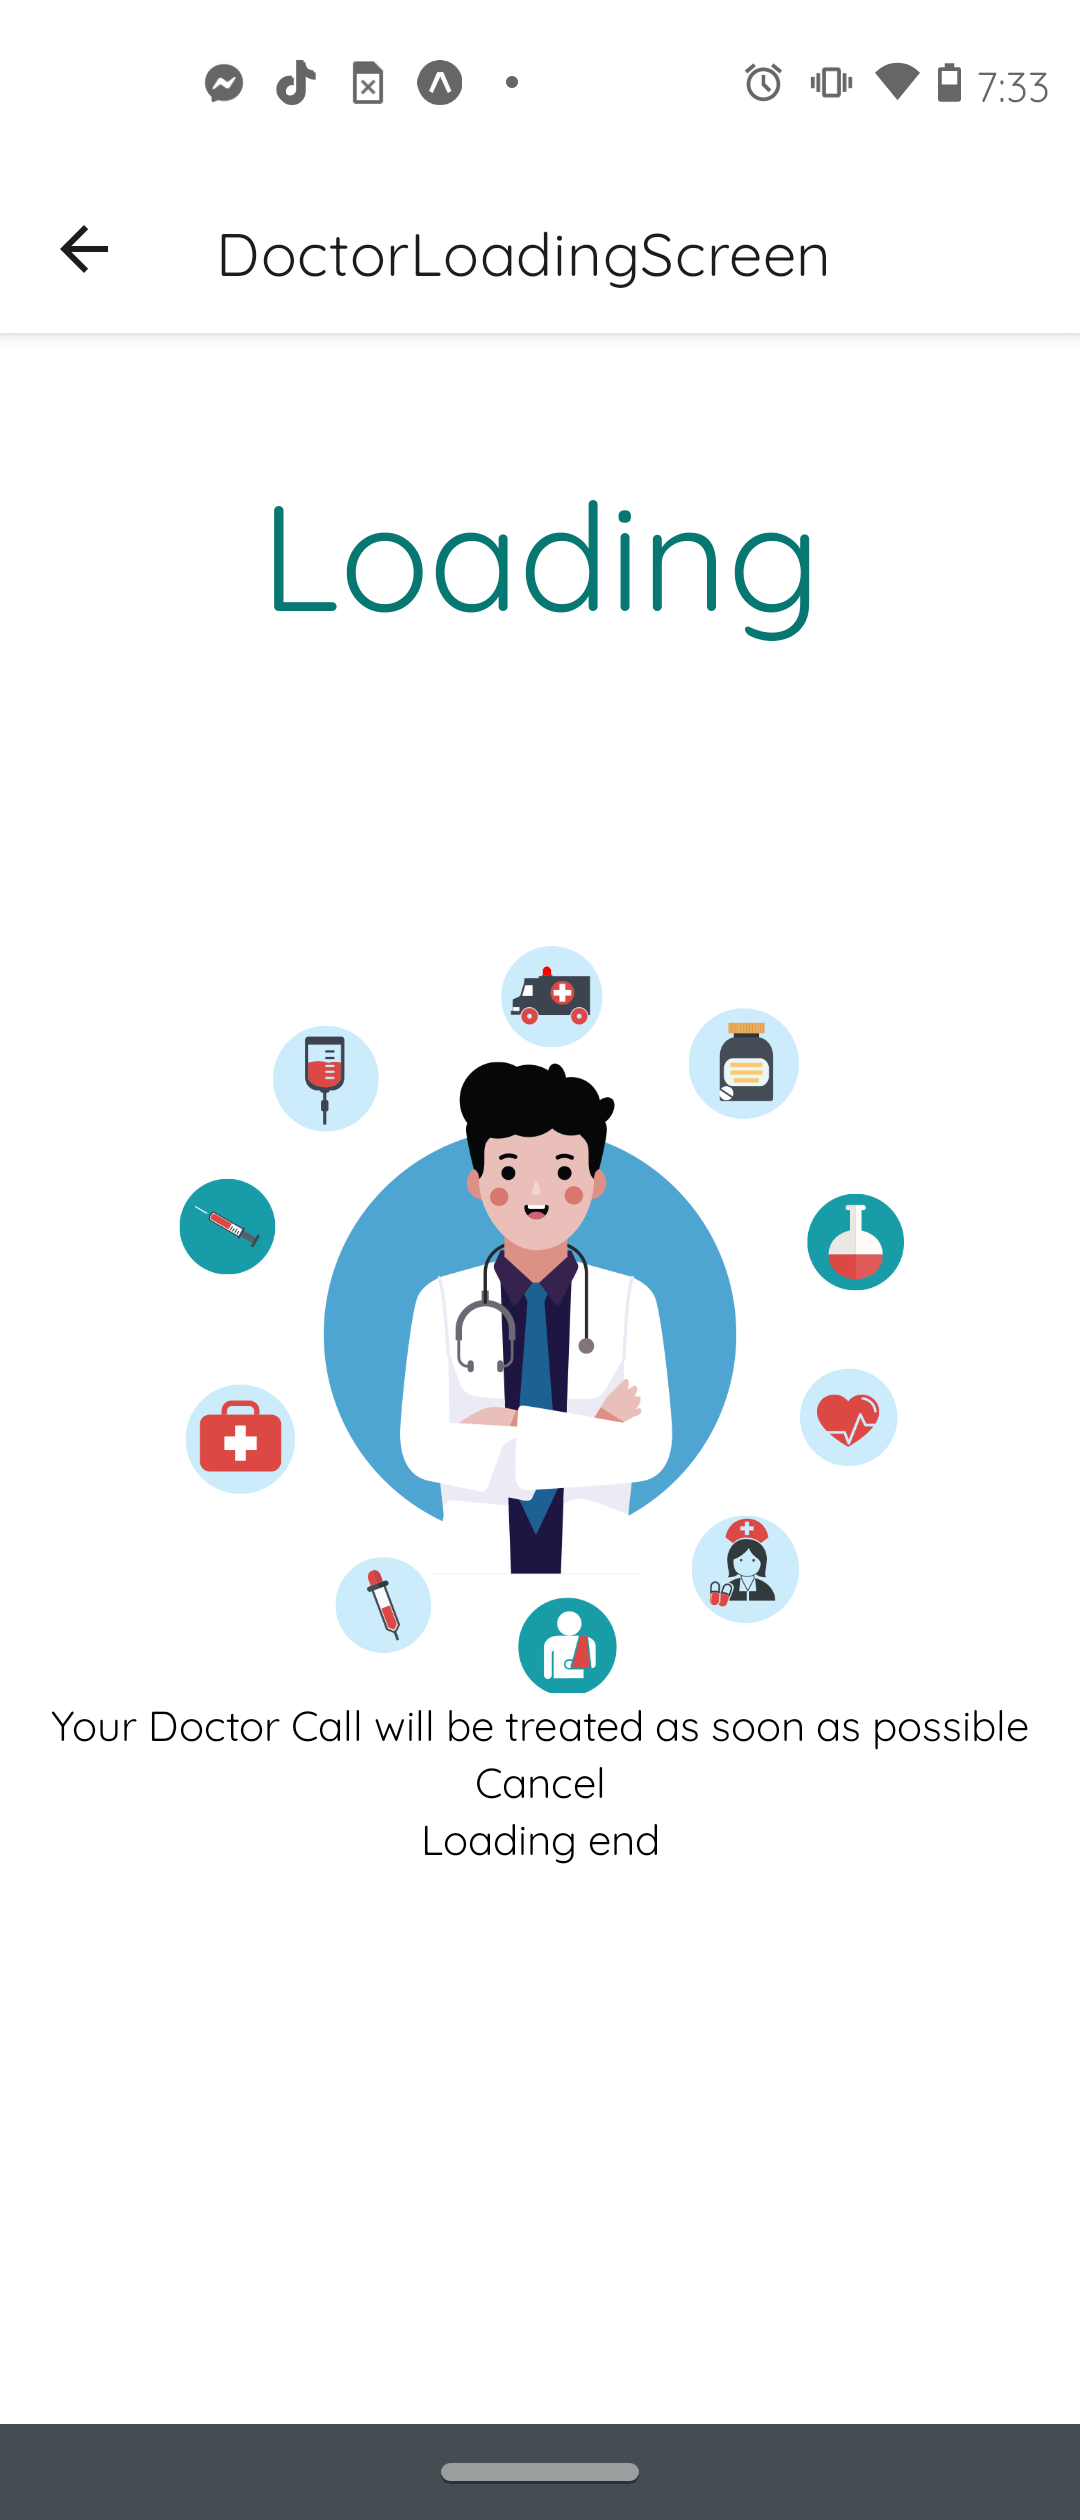 7:33
DoctorLoadingScreen
Loading
Your Doctor Call will be treated as soon as possible
Cancel
Loading end